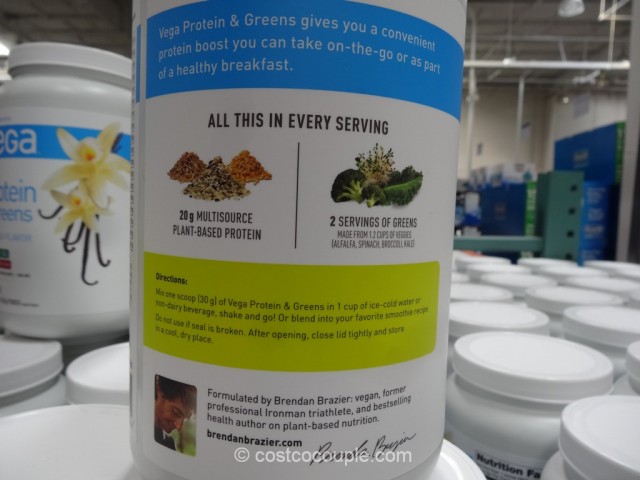 Vega Protein & Greens gives you a convenient
protein boost you can take on-the-go or as part
of a healthy breakfast.
ALL THIS IN EVERY SERVING
20g MULTISOURCE
PLANT-BASED PROTEIN
2 SERVINGS OF GREENS
MADE FROM 1.2 CUPS OF VEGGIES
(ALFALFA, SPINACH, BROCCOLI, KALE)
Directions:
Mix one scoop (30 g) of Vega Protein & Greens in 1 cup of ice-cold water or
non-dairy beverage, shake and go! Or blend into your favorite smoothie recipe
Do not use if seal is broken. After opening, close lid tightly and store
in a cool, dry place.
Formulated by Brendan Brazier: vegan, former
professional Ironman triathlete, and bestselling
health author on plant-based nutrition.
brendanbrazier.com
© costcocouple.com
ega
otein
reens
FLAVOR
Nutrition Fa